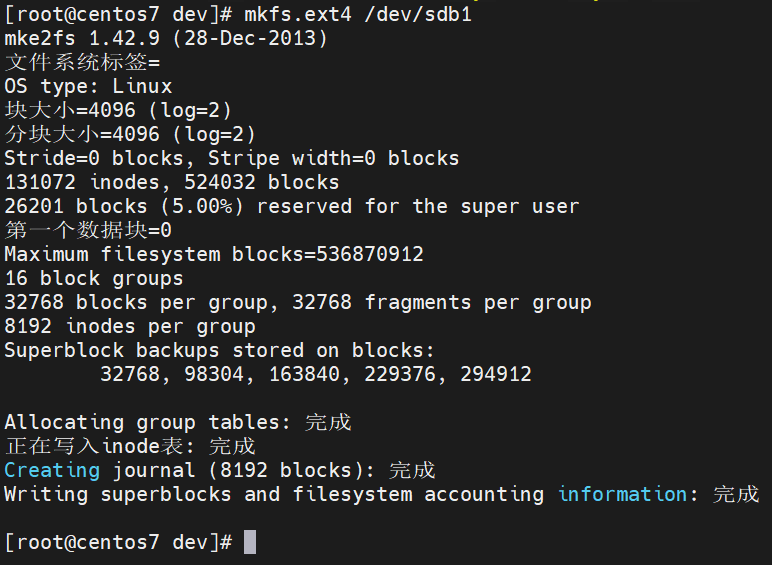 [root@centos7 dev]# mkfs.ext4 /dev/sdb1
mke2fs 1.42.9 (28-Dec-2013)
文件系统标签=
OS type: Linux
块大小=4096 (log=2)
分块大小=4096 (log=2)
Stride=0 blocks, Stripe width=0 blocks
131072 inodes, 524032 blocks
26201 blocks (5.00%) reserved for the super user
第一个数据块=0
Maximum filesystem blocks=536870912
16 block groups
32768 blocks per group, 32768 fragments per group
8192 inodes per group
Superblock backups stored on blocks:
32768, 98304, 163840, 229376, 294912
Allocating group tables: 完成
正在写入inode表: 完成
Creating journal (8192 blocks): 完成
Writing superblocks and filesystem accounting information: 完成
[root@centos7 dev]#